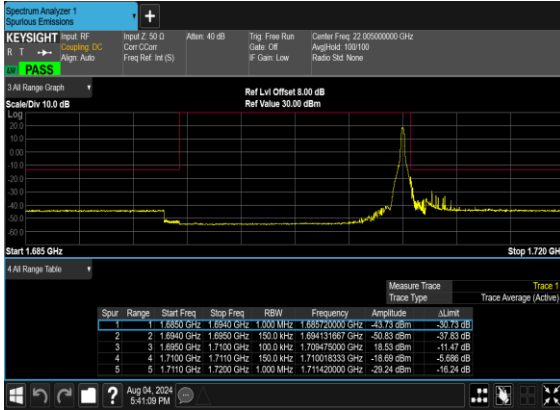 Spectrum Analyzer 1
Spurious Emissions
+
KEYSIGHT Input: RF Input Z: 50 Ω Atten: 40 dB Trig: Free Run Center Freq: 22.005000000 GHz
R T Coupling: DC Corr CCorr Gate: Off Avg|Hold: 100/100
Align: Auto Freq Ref: Int (S) IF Gain: Low Radio Std: None
PASS
3 All Range Graph
Ref Lvl Offset 8.00 dB
Scale/Div 10.0 dB Ref Value 30.00 dBm
Log
20.0
10.0
0.00
-10.0
-20.0
-30.0
-40.0
-50.0
-60.0
Start 1.685 GHz Stop 1.720 GH
4 All Range Table
Measure Trace Trace 1
Trace Type Trace Average (Active)
Spur Range Start Freq Stop Freq RBW Frequency Amplitude ΔLimit
1 1 1.6850 GHz 1.6940 GHz 1.000 MHz 1.685720000 GHz -43.73 dBm -30.73 dB
2 2 1.6940 GHz 1.6950 GHz 150.0 kHz 1.694131667 GHz -50.83 dBm -37.83 dB
3 3 1.6950 GHz 1.7100 GHz 100.0 kHz 1.709475000 GHz 18.53 dBm -11.47 dB
4 4 1.7100 GHz 1.7110 GHz 150.0 kHz 1.710018333 GHz -18.69 dBm -5.686 dB
5 5 1.7110 GHz 1.7200 GHz 1.000 MHz 1.711420000 GHz -29.24 dBm -16.24 dB
?
Aug 04, 2024
5:41:09 PM